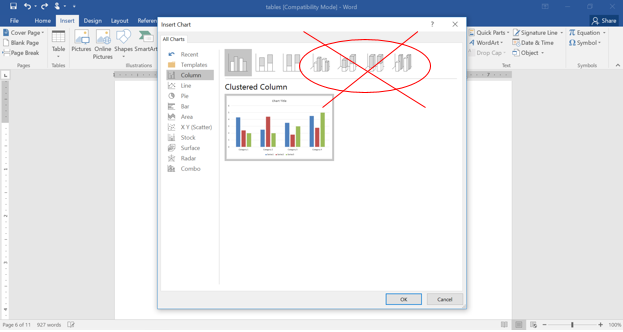 tables [Compatibility Mode] - Word
File
Home
Insert
Design
Layout
Share
Cover Page
Blank Page
Page Break
Pages
Table
Tables
Pictures
Online
Pictures
Shapes
SmartArt
Illustrations
Insert Chart
?
All Charts
Recent
Templates
Column
Line
Pie
Bar
Area
X Y (Scatter)
Stock
Surface
Radar
Combo
Clustered Column
Chart Title
OK
Cancel
Quick Parts
WordArt
Drop Cap
Signature Line
Date & Time
Object
Text
Equation
Symbol
Symbols
Page 6 of 11
927 words
100%